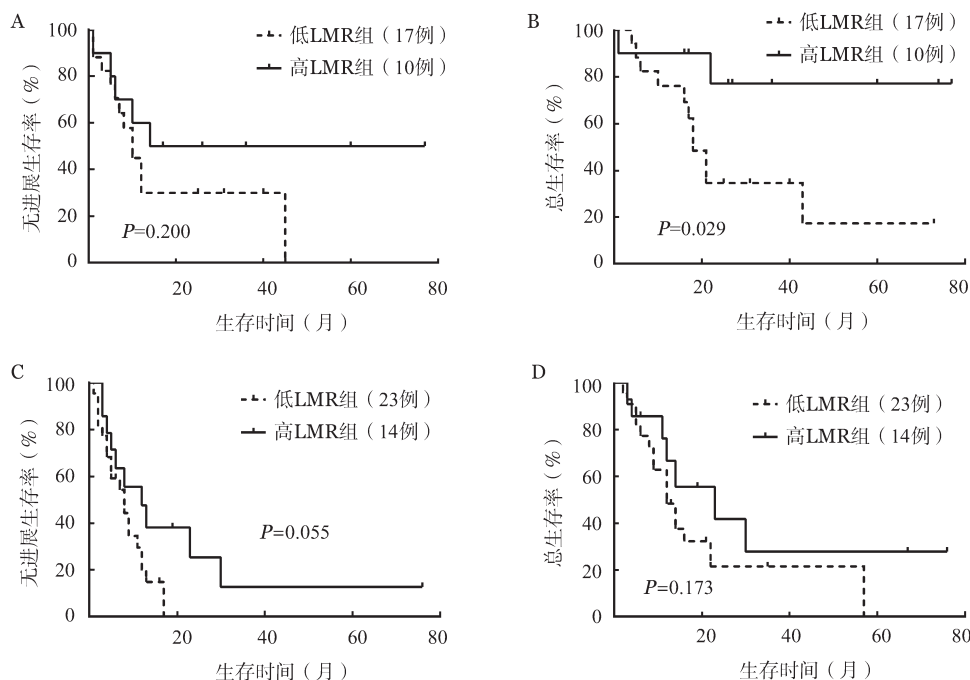 A
100
80
60
40
20
0
无进展生存率（%）
低LMR组（17例）
高LMR组（10例）
P=0.200
20
40
60
80
生存时间（月）
B
100
80
60
40
20
0
总生存率（%）
低LMR组（17例）
高LMR组（10例）
P=0.029
20
40
60
80
生存时间（月）
C
100
80
60
40
20
0
无进展生存率（%）
低LMR组（23例）
高LMR组（14例）
P=0.055
20
40
60
80
生存时间（月）
D
100
80
60
40
20
0
总生存率（%）
低LMR组（23例）
高LMR组（14例）
P=0.173
20
40
60
80
生存时间（月）